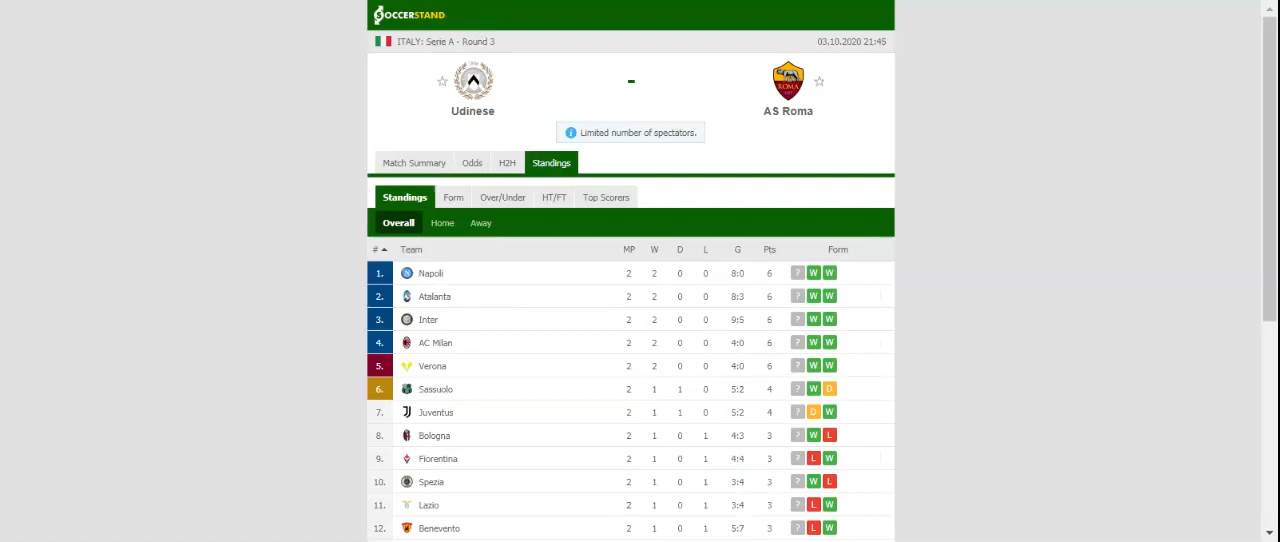 SOCCERSTAND
ITALY: Serie A - Round 3 03.10.2020 21:45
-
Udinese AS Roma
Limited number of spectators.
Match Summary Odds H2H Standings
Standings Form Over/Under HT/FT Top Scorers
Overall Home Away
# Team MP W D L G Pts Form
1. Napoli 2 2 0 0 8:0 6 ? W W
2. Atalanta 2 2 0 0 8:3 6 ? W W
3. Inter 2 2 0 0 9:5 6 ? W W
4. AC Milan 2 2 0 0 4:0 6 ? W W
5. Verona 2 2 0 0 4:0 6 ? W W
6. Sassuolo 2 1 1 0 5:2 4 ? W D
7. Juventus 2 1 1 0 5:2 4 ? D W
8. Bologna 2 1 0 1 4:3 3 ? W L
9. Fiorentina 2 1 0 1 4:4 3 ? L W
10. Spezia 2 1 0 1 3:4 3 ? W L
11. Lazio 2 1 0 1 3:4 3 ? L W
12. Benevento 2 1 0 1 5:7 3 ? L W